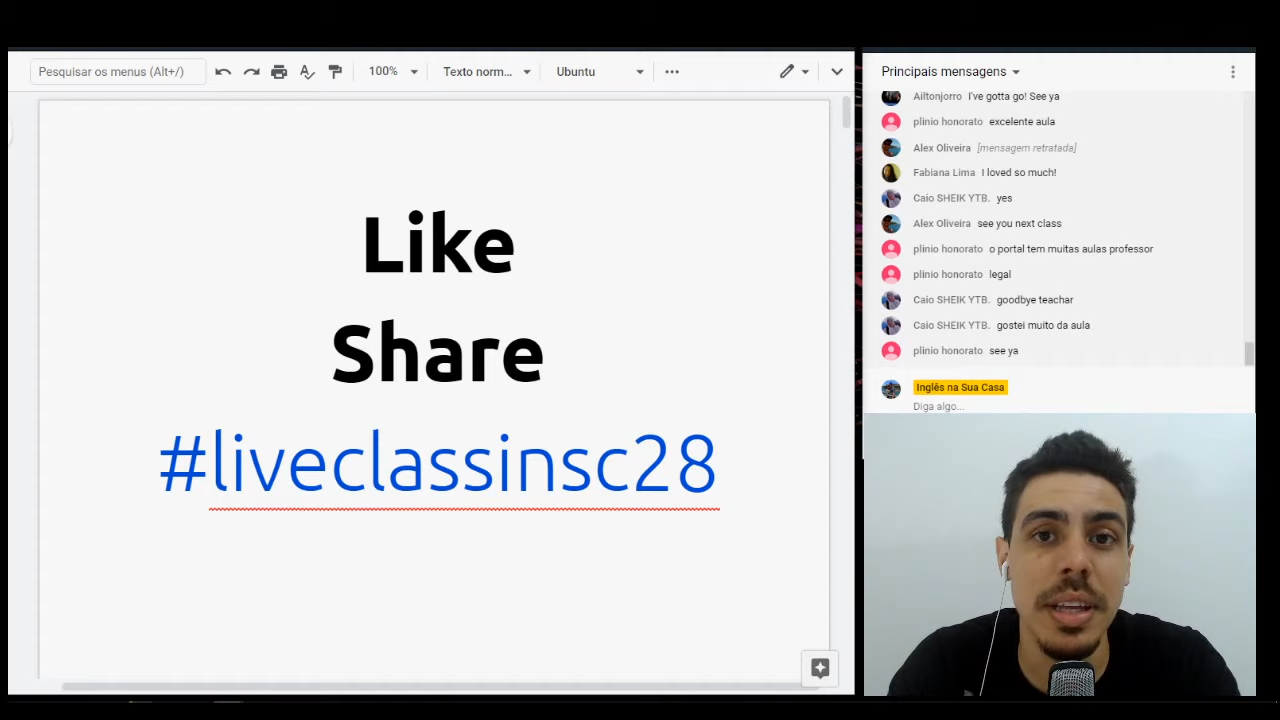 Pesquisar os menus (Alt+/)
100%
Texto norm...
Ubuntu
Like
Share
#liveclassinsc28
Principais mensagens
Ailtonjorro I've gotta go! See ya
plinio honorato excelente aula
Alex Oliveira [mensagem retratada]
Fabiana Lima I loved so much!
Caio SHEIK YTB. yes
Alex Oliveira see you next class
plinio honorato o portal tem muitas aulas professor
plinio honorato legal
Caio SHEIK YTB. goodbye teachar
Caio SHEIK YTB. gostei muito da aula
plinio honorato see ya
Inglês na Sua Casa
Diga algo...